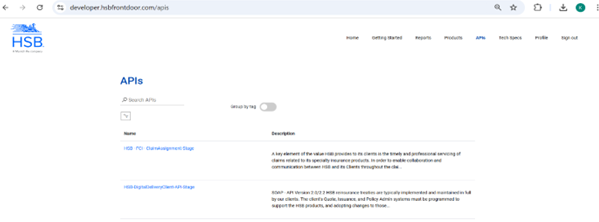 developer.hsbfrontdoor.com/apis
HSB
Home Getting Started Reports Products APIs Tech Specs Profile Sign out
APIs
Search APIs
Group by tag
Name Description
HSB - PCI - ClaimsAssignment-Stage
A key element of the value HSB provides to its clients is the timely and professional servicing of
claims related to its specialty insurance products. In order to enable collaboration and
communication between HSB and its Clients throughout the clai...
HSB-DigitalDeliveryClient-API-Stage
SOAP - API Version 2.0/2.2 HSB reinsurance treaties are typically implemented and maintained in full
by our clients. The client's Quote, Issuance, and Policy Admin systems must be programmed to
support the HSB products, and adopting changes to those...